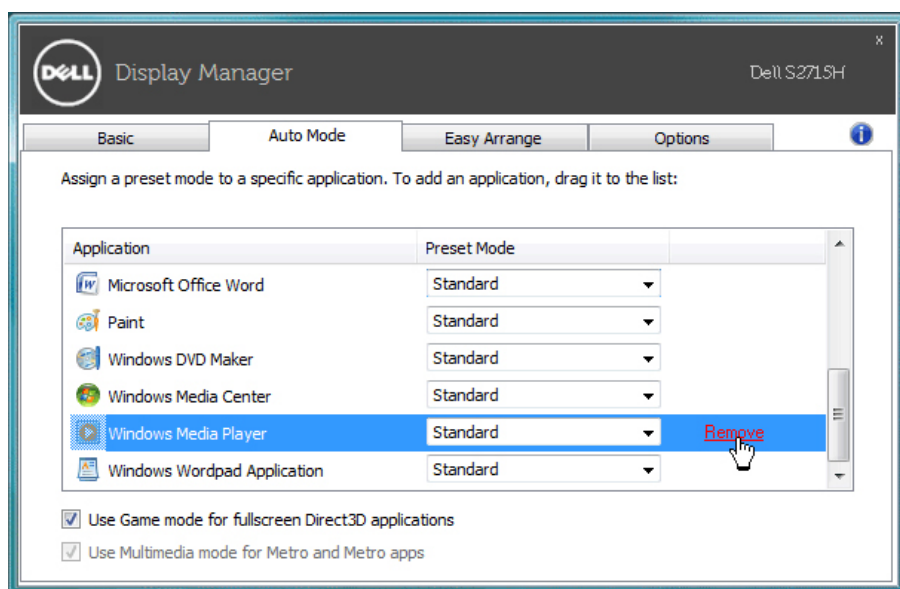 DELL
Display Manager
x
Dell S2715H
Basic
Auto Mode
Easy Arrange
Options
i
Assign a preset mode to a specific application. To add an application, drag it to the list:
Application
Preset Mode
W
Microsoft Office Word
Standard
Paint
Standard
Windows DVD Maker
Standard
Windows Media Center
Standard
Windows Media Player
Standard
Remove
Windows Wordpad Application
Standard
Use Game mode for fullscreen Direct3D applications
Use Multimedia mode for Metro and Metro apps